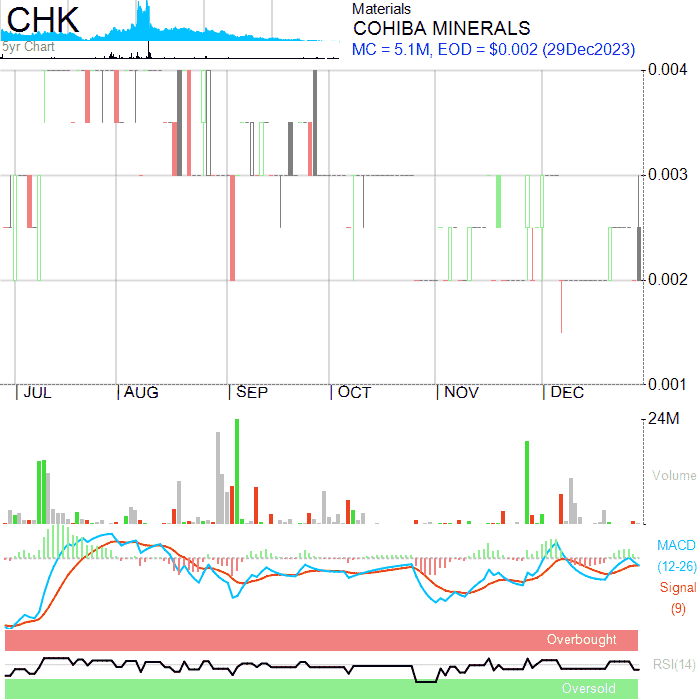 CHK
5yr Chart
Materials
COHIBA MINERALS
MC = 5.1M, EOD = $0.002 (29Dec2023)
0.004
0.003
0.002
0.001
JUL AUG SEP OCT NOV DEC
24M
Volume
MACD
(12-26)
Signal
(9)
Overbought
RSI(14)
Oversold